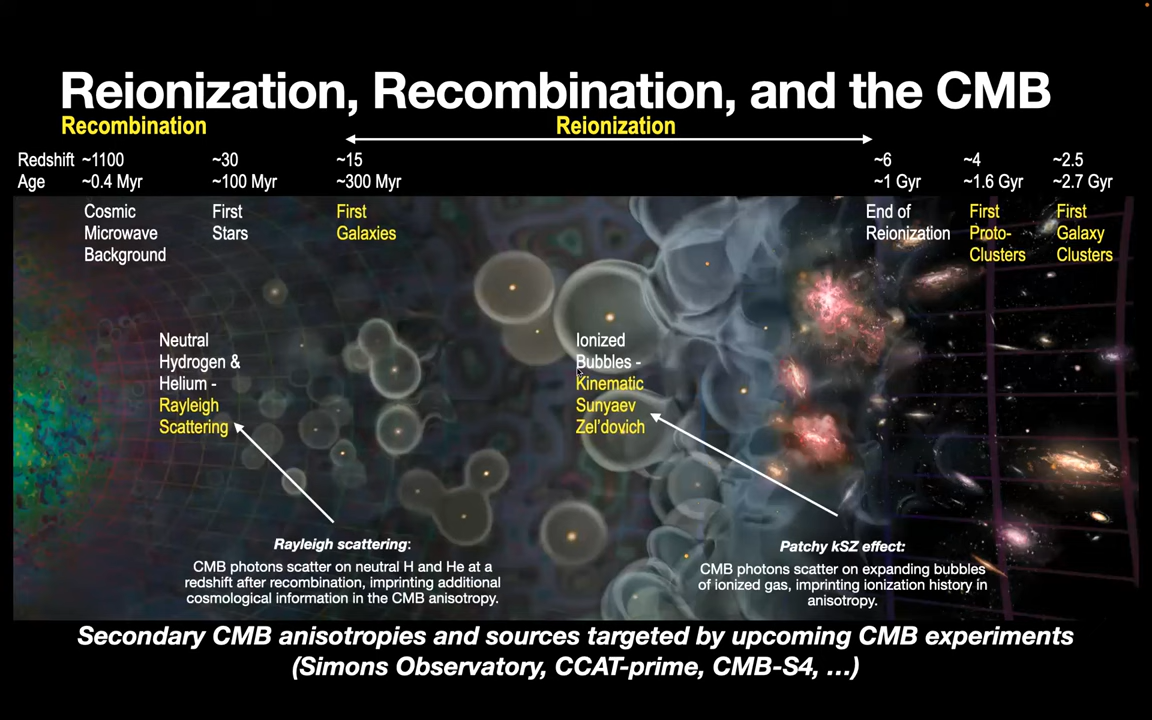 Reionization, Recombination, and the CMB
Recombination
Reionization
Redshift ~1100 ~30 ~15 ~6 ~4 ~2.5
Age ~0.4 Myr ~100 Myr ~300 Myr ~1 Gyr ~1.6 Gyr ~2.7 Gyr
Cosmic
Microwave
Background
First
Stars
First
Galaxies
End of
Reionization
First
Proto-
Clusters
First
Galaxy
Clusters
Neutral
Hydrogen &
Helium -
Rayleigh
Scattering
Ionized
Bubbles -
Kinematic
Sunyaev
Zel'dovich
Rayleigh scattering:
CMB photons scatter on neutral H and He at a
redshift after recombination, imprinting additional
cosmological information in the CMB anisotropy.
Patchy kSZ effect:
CMB photons scatter on expanding bubbles
of ionized gas, imprinting ionization history in
anisotropy.
Secondary CMB anisotropies and sources targeted by upcoming CMB experiments
(Simons Observatory, CCAT-prime, CMB-S4, …)